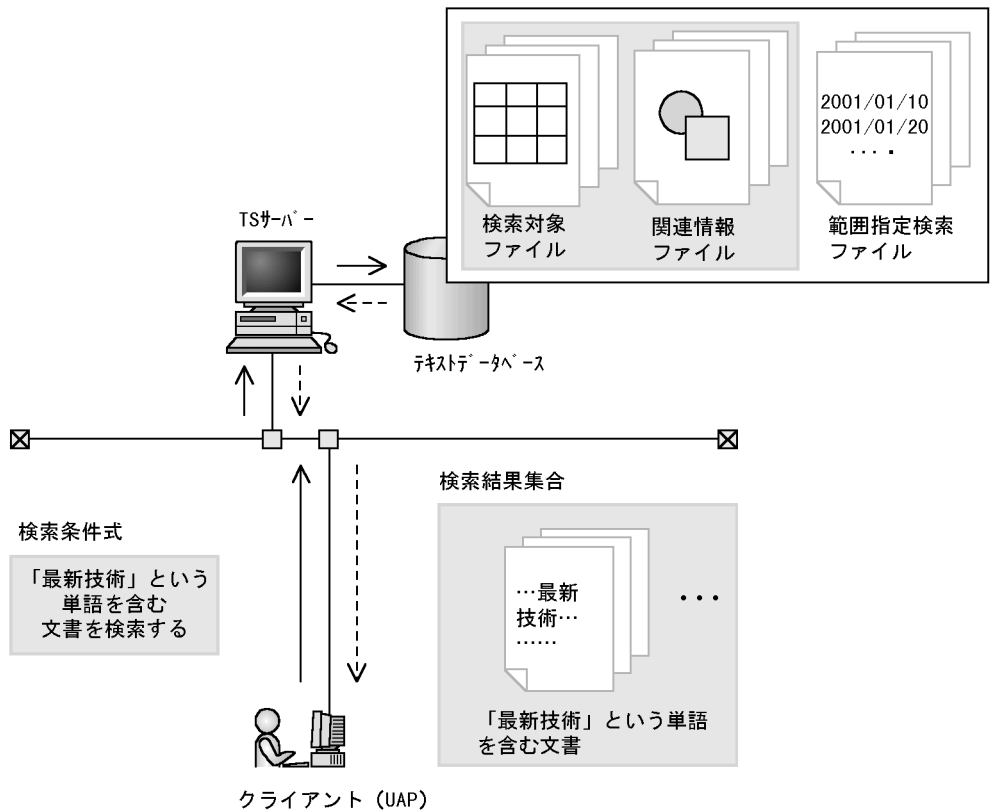 2001/01/10
2001/01/20
… .
検索対象
ファイル
関連情報
ファイル
範囲指定検索
ファイル
TSｻｰﾊﾞｰ
ﾃｷｽﾄﾃﾞｰﾀﾍﾞｰｽ
検索条件式
「最新技術」という
単語を含む
文書を検索する
検索結果集合
…最新
技術…
……
…
「最新技術」という単語
を含む文書
クライアント（UAP）